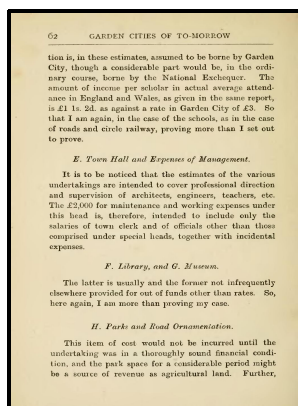 62 GARDEN CITIES OF TO-MORROW
tion is, in these estimates, assumed to be borne by Garden
City, though a considerable part would be, in the ordi-
nary course, borne by the National Exchequer. The
amount of income per scholar in actual average attend-
ance in England and Wales, as given in the same report,
is £1 1s. 2d. as against a rate in Garden City of £3. So
that I am again, in the case of the schools, as in the case
of roads and circle railway, proving more than I set out
to prove.
E. Town Hall and Expenses of Management.
It is to be noticed that the estimates of the various
undertakings are intended to cover professional direction
and supervision of architects, engineers, teachers, etc.
The £2,000 for maintenance and working expenses under
this head is, therefore, intended to include only the
salaries of town clerk and of officials other than those
comprised under special heads, together with incidental
expenses.
F. Library, and G. Museum.
The latter is usually and the former not infrequently
elsewhere provided for out of funds other than rates. So,
here again, I am more than proving my case.
H. Parks and Road Ornamentation.
This item of cost would not be incurred until the
undertaking was in a thoroughly sound financial condi-
tion, and the park space for a considerable period might
be a source of revenue as agricultural land. Further,